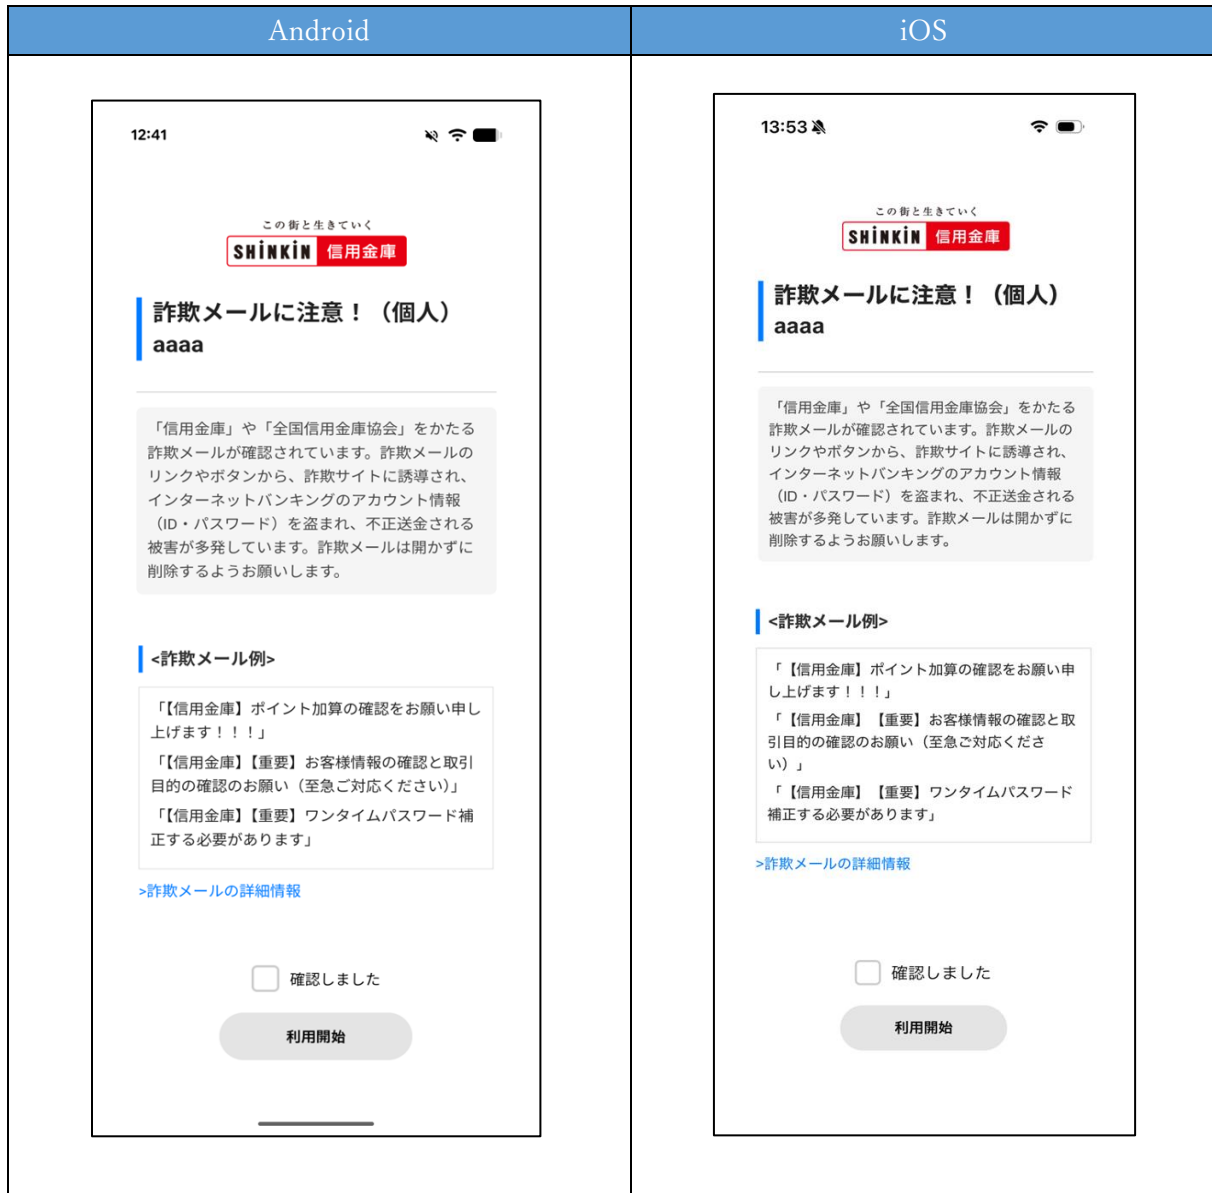 Android
iOS
12:41
この街と生きていく
SHiNKiN 信用金庫
詐欺メールに注意！（個人）
aaaa
「信用金庫」や「全国信用金庫協会」をかたる
詐欺メールが確認されています。詐欺メールの
リンクやボタンから、詐欺サイトに誘導され、
インターネットバンキングのアカウント情報
（ID・パスワード）を盗まれ、不正送金される
被害が多発しています。詐欺メールは開かずに
削除するようお願いします。
<詐欺メール例>
「【信用金庫】ポイント加算の確認をお願い申し
上げます！！！」
「【信用金庫】【重要】お客様情報の確認と取引
目的の確認のお願い（至急ご対応ください）」
「【信用金庫】【重要】ワンタイムパスワード補
正する必要があります」
>詐欺メールの詳細情報
確認しました
利用開始
13:53
この街と生きていく
SHiNKiN 信用金庫
詐欺メールに注意！（個人）
aaaa
「信用金庫」や「全国信用金庫協会」をかたる
詐欺メールが確認されています。詐欺メールの
リンクやボタンから、詐欺サイトに誘導され、
インターネットバンキングのアカウント情報
（ID・パスワード）を盗まれ、不正送金される
被害が多発しています。詐欺メールは開かずに
削除するようお願いします。
<詐欺メール例>
「【信用金庫】ポイント加算の確認をお願い申
し上げます！！！」
「【信用金庫】【重要】お客様情報の確認と取
引目的の確認のお願い（至急ご対応くださ
い）」
「【信用金庫】【重要】ワンタイムパスワード
補正する必要があります」
>詐欺メールの詳細情報
確認しました
利用開始